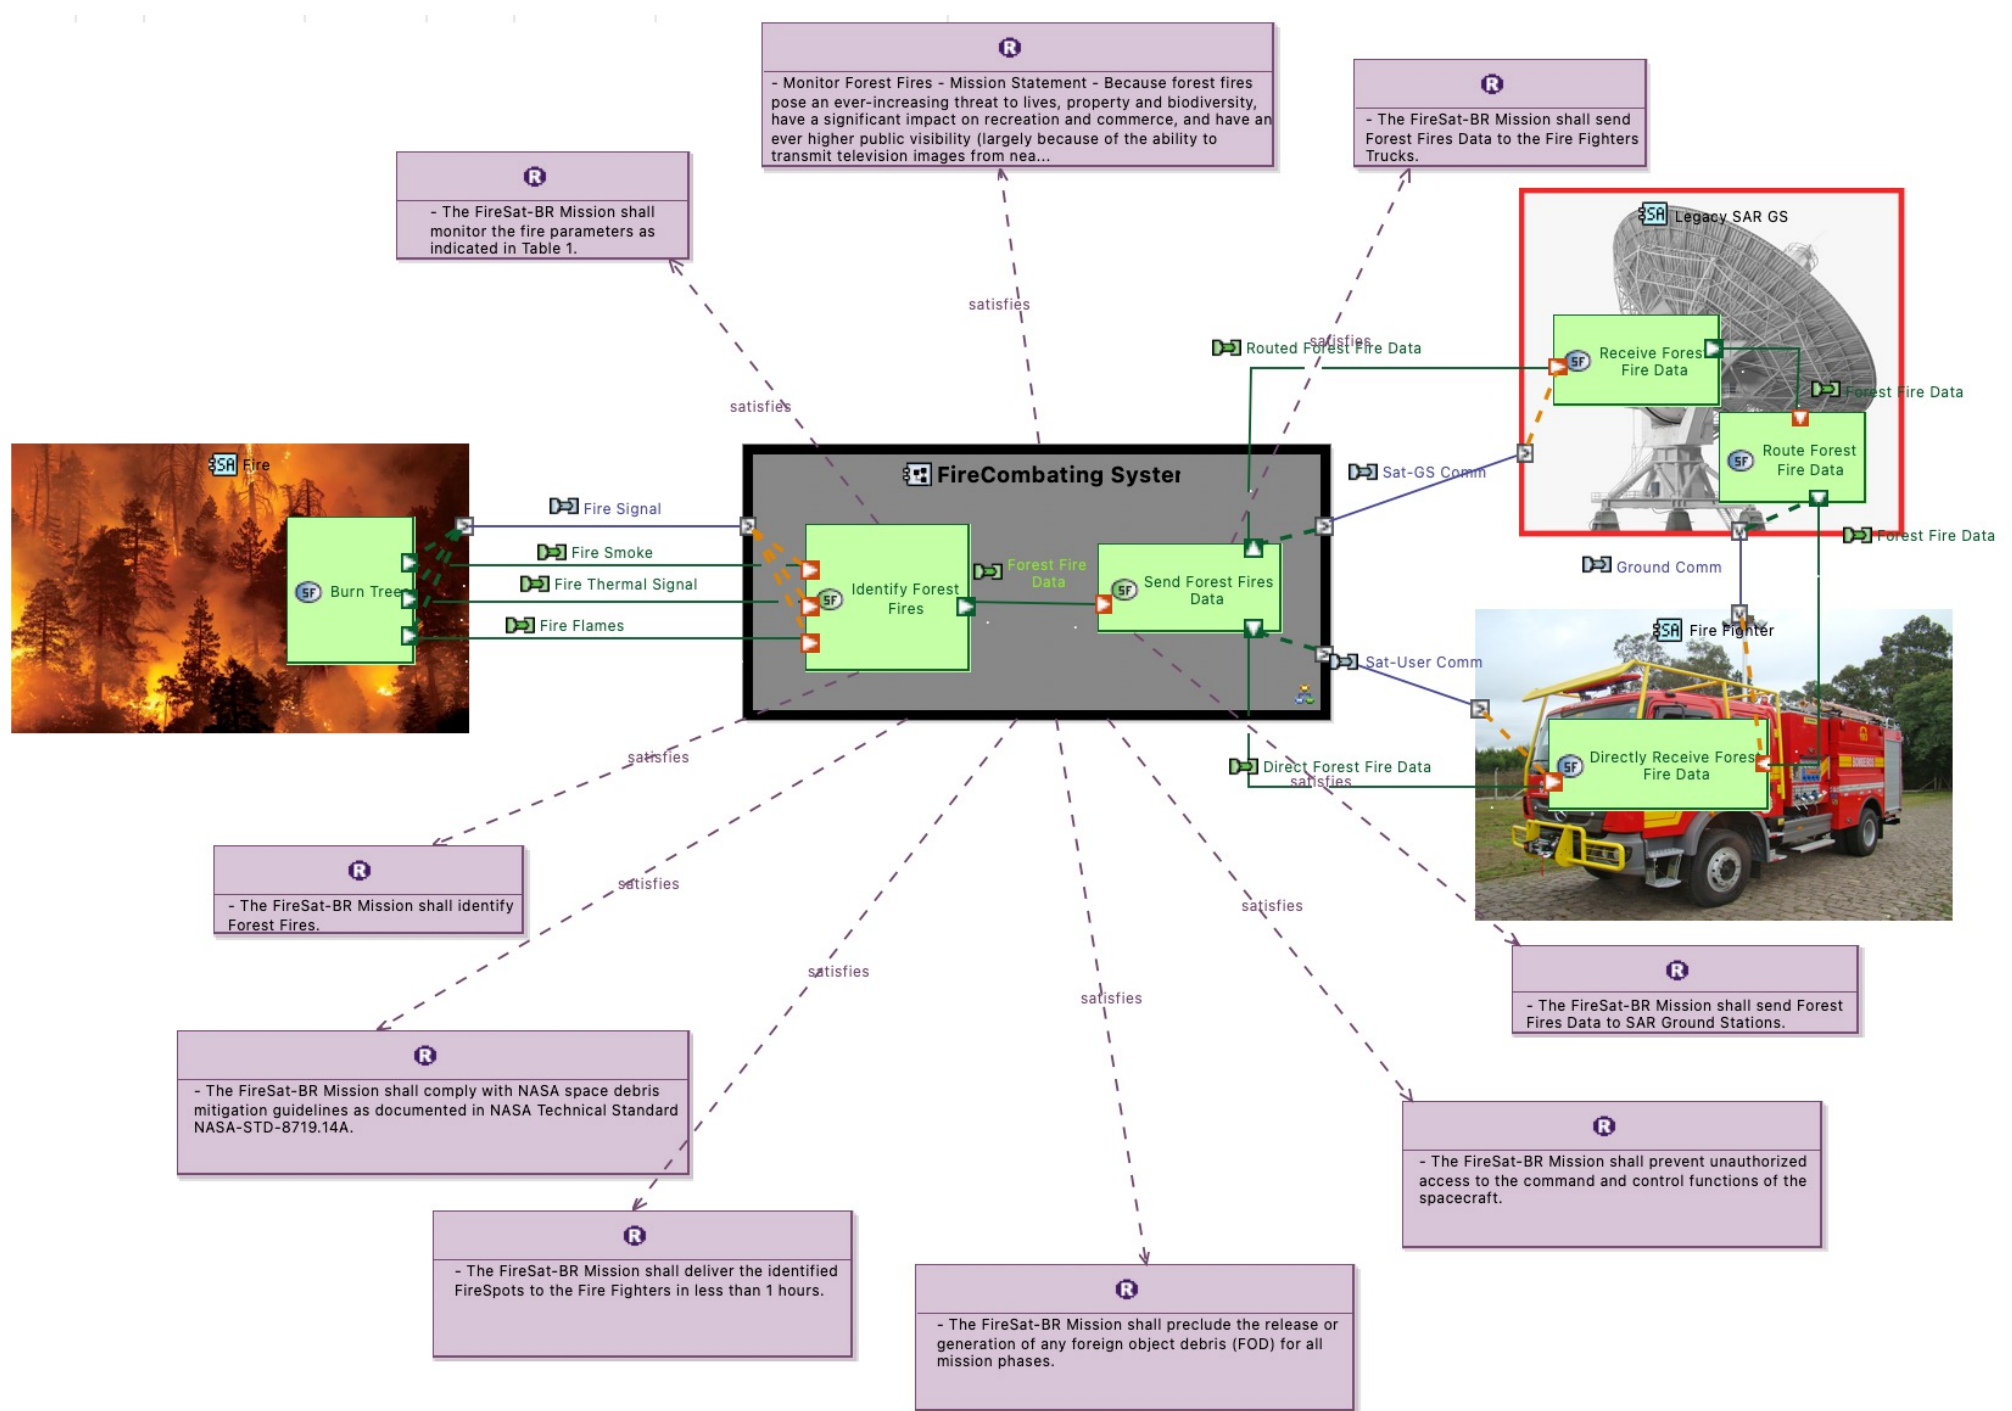 R
- Monitor Forest Fires - Mission Statement - Because forest fires
pose an ever-increasing threat to lives, property and biodiversity,
have a significant impact on recreation and commerce, and have an
ever higher public visibility (largely because of the ability to
transmit television images from nea...
R
- The FireSat-BR Mission shall send
Forest Fires Data to the Fire Fighters
Trucks.
R
- The FireSat-BR Mission shall
monitor the fire parameters as
indicated in Table 1.
satisfies
satisfies
satisfies
SA Legacy SAR GS
Routed Forest Fire Data
SF Receive Forest
Fire Data
Forest Fire Data
SF Route Forest
Fire Data
Forest Fire Data
SA Fire
SF Burn Tree
Fire Signal
Fire Smoke
Fire Thermal Signal
Fire Flames
FireCombating System
SF Identify Forest
Fires
Forest Fire
Data
SF Send Forest Fires
Data
Sat-GS Comm
Ground Comm
Sat-User Comm
SA Fire Fighter
SF Directly Receive Forest
Fire Data
BOMBEIROS
Direct Forest Fire Data
satisfies
satisfies
satisfies
satisfies
satisfies
satisfies
R
- The FireSat-BR Mission shall identify
Forest Fires.
R
- The FireSat-BR Mission shall send Forest
Fires Data to SAR Ground Stations.
R
- The FireSat-BR Mission shall comply with NASA space debris
mitigation guidelines as documented in NASA Technical Standard
NASA-STD-8719.14A.
R
- The FireSat-BR Mission shall prevent unauthorized
access to the command and control functions of the
spacecraft.
R
- The FireSat-BR Mission shall deliver the identified
FireSpots to the Fire Fighters in less than 1 hours.
R
- The FireSat-BR Mission shall preclude the release or
generation of any foreign object debris (FOD) for all
mission phases.